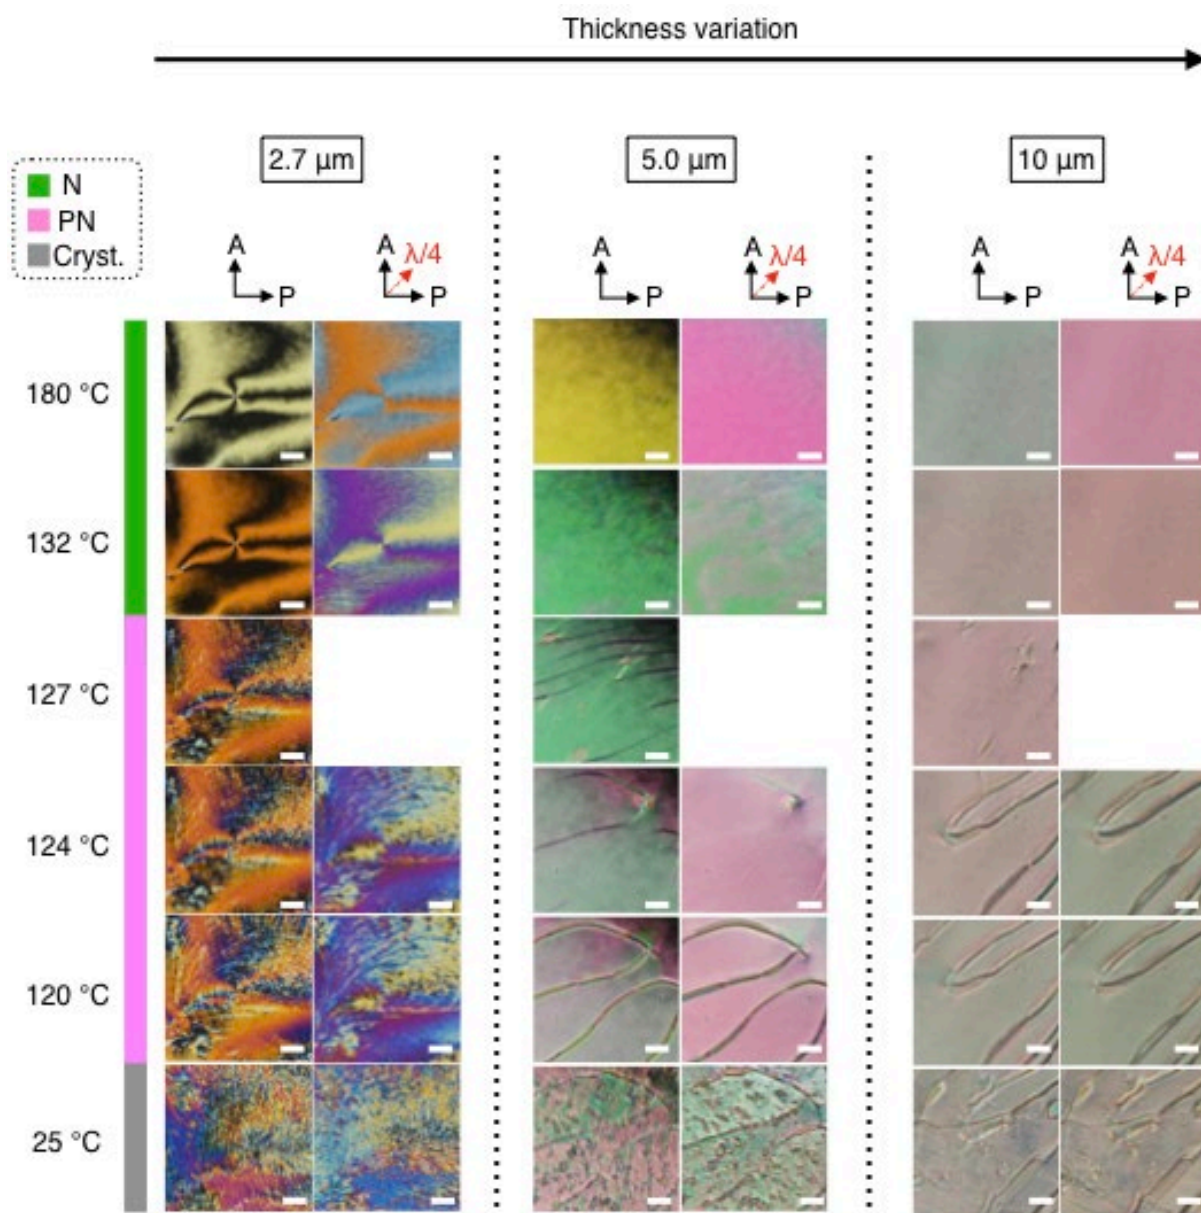 Thickness variation
2.7 μm
5.0 μm
10 μm
N
PN
Cryst.
A
P
A
λ/4
P
A
P
A
λ/4
P
A
P
A
λ/4
P
180 °C
132 °C
127 °C
124 °C
120 °C
25 °C